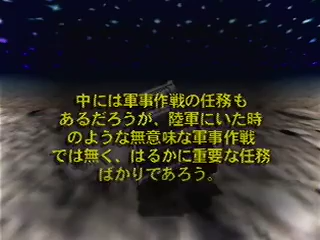 中には軍事作戦の任務も
あるだろうが、陸軍にいた時
のような無意味な軍事作戦
では無く、はるかに重要な任務
ばかりであろう。